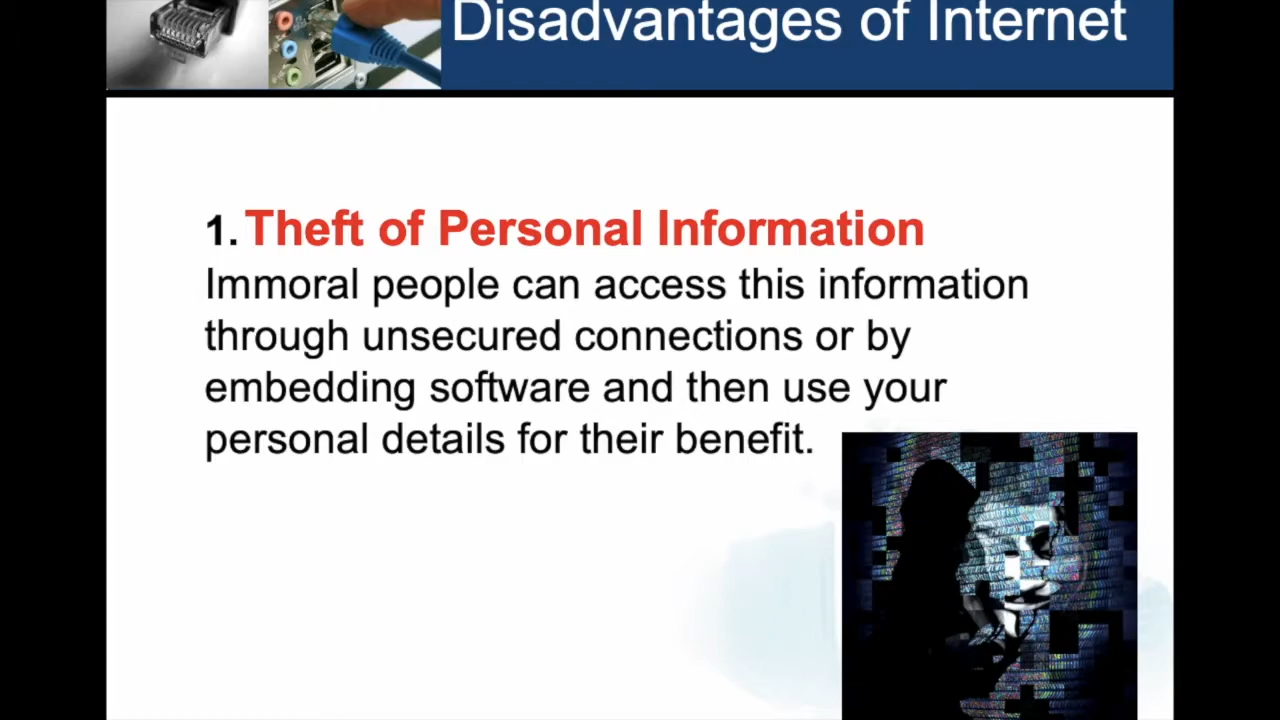 Disadvantages of Internet
1. Theft of Personal Information
Immoral people can access this information
through unsecured connections or by
embedding software and then use your
personal details for their benefit.